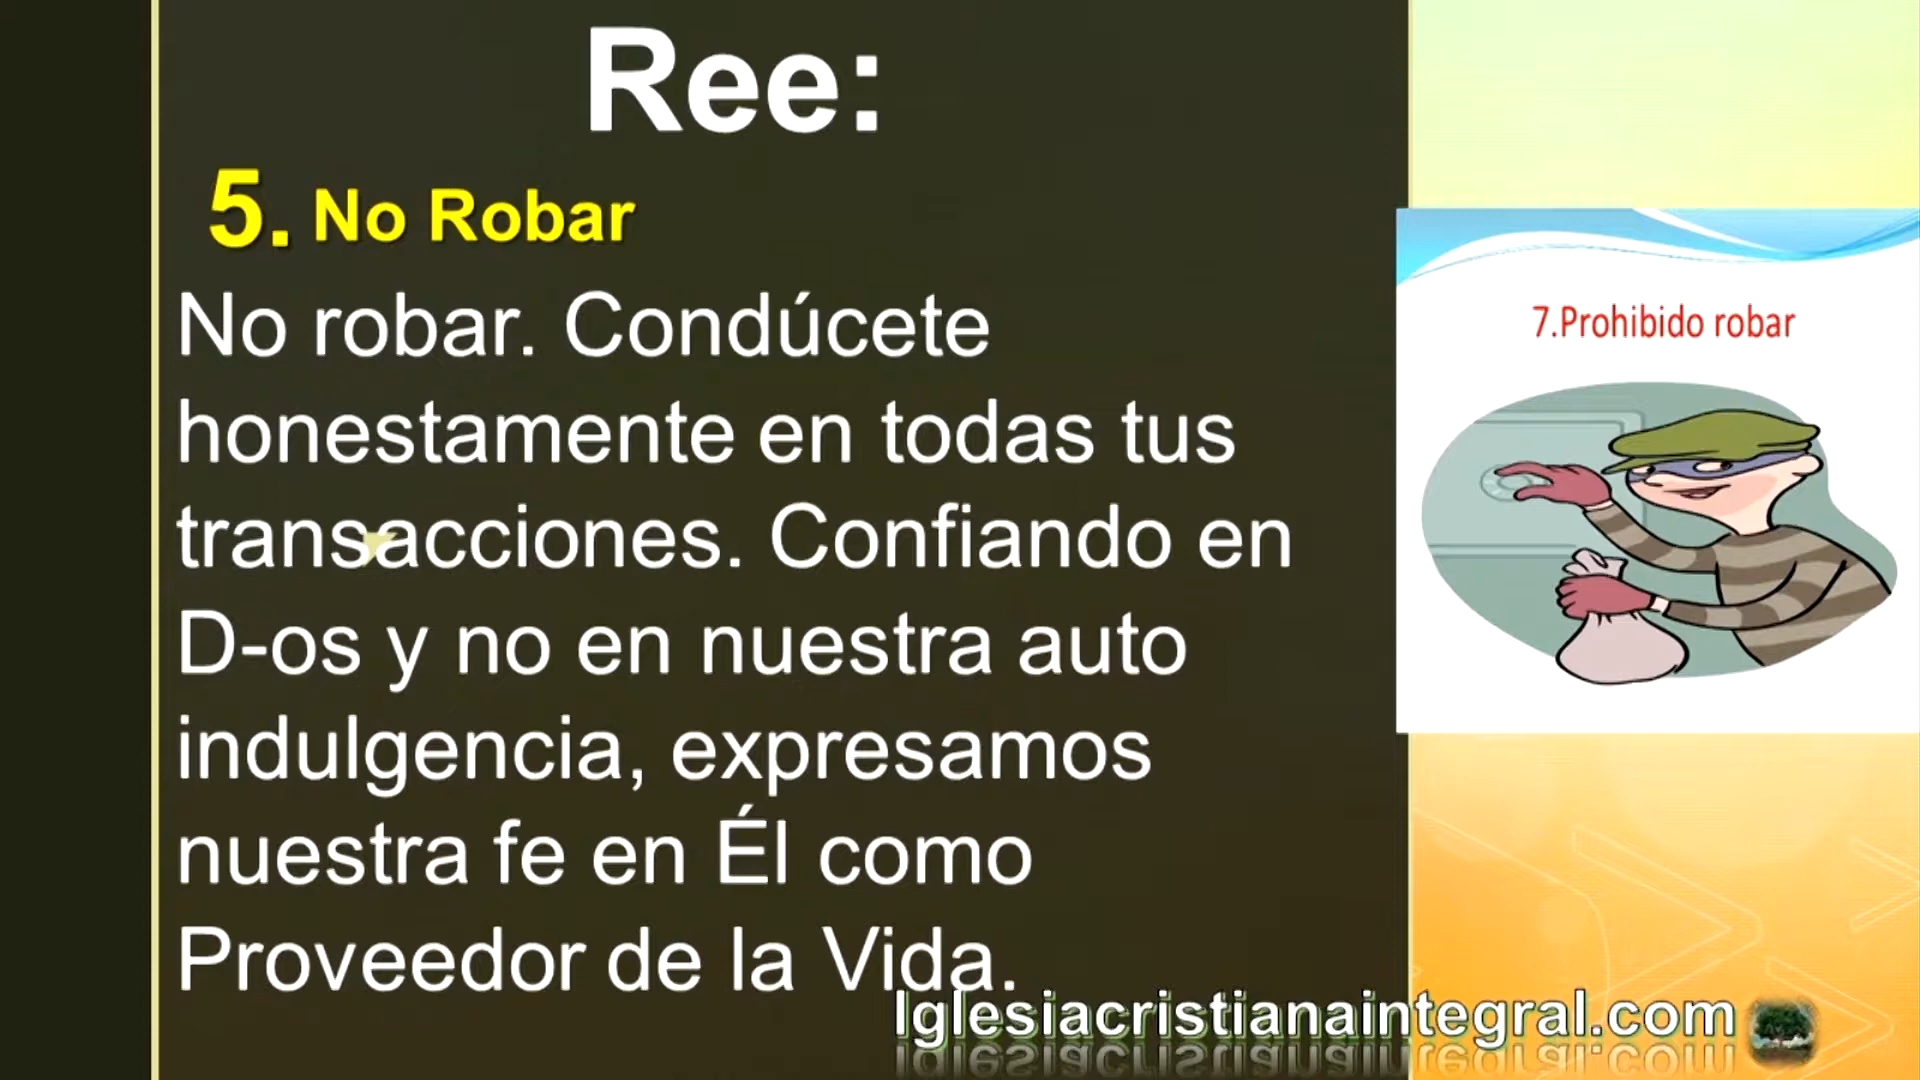 Ree:
5. No Robar
No robar. Condúcete
honestamente en todas tus
transacciones. Confiando en
D-os y no en nuestra auto
indulgencia, expresamos
nuestra fe en Él como
Proveedor de la Vida.
7.Prohibido robar
Iglesiacristianaintegral.com